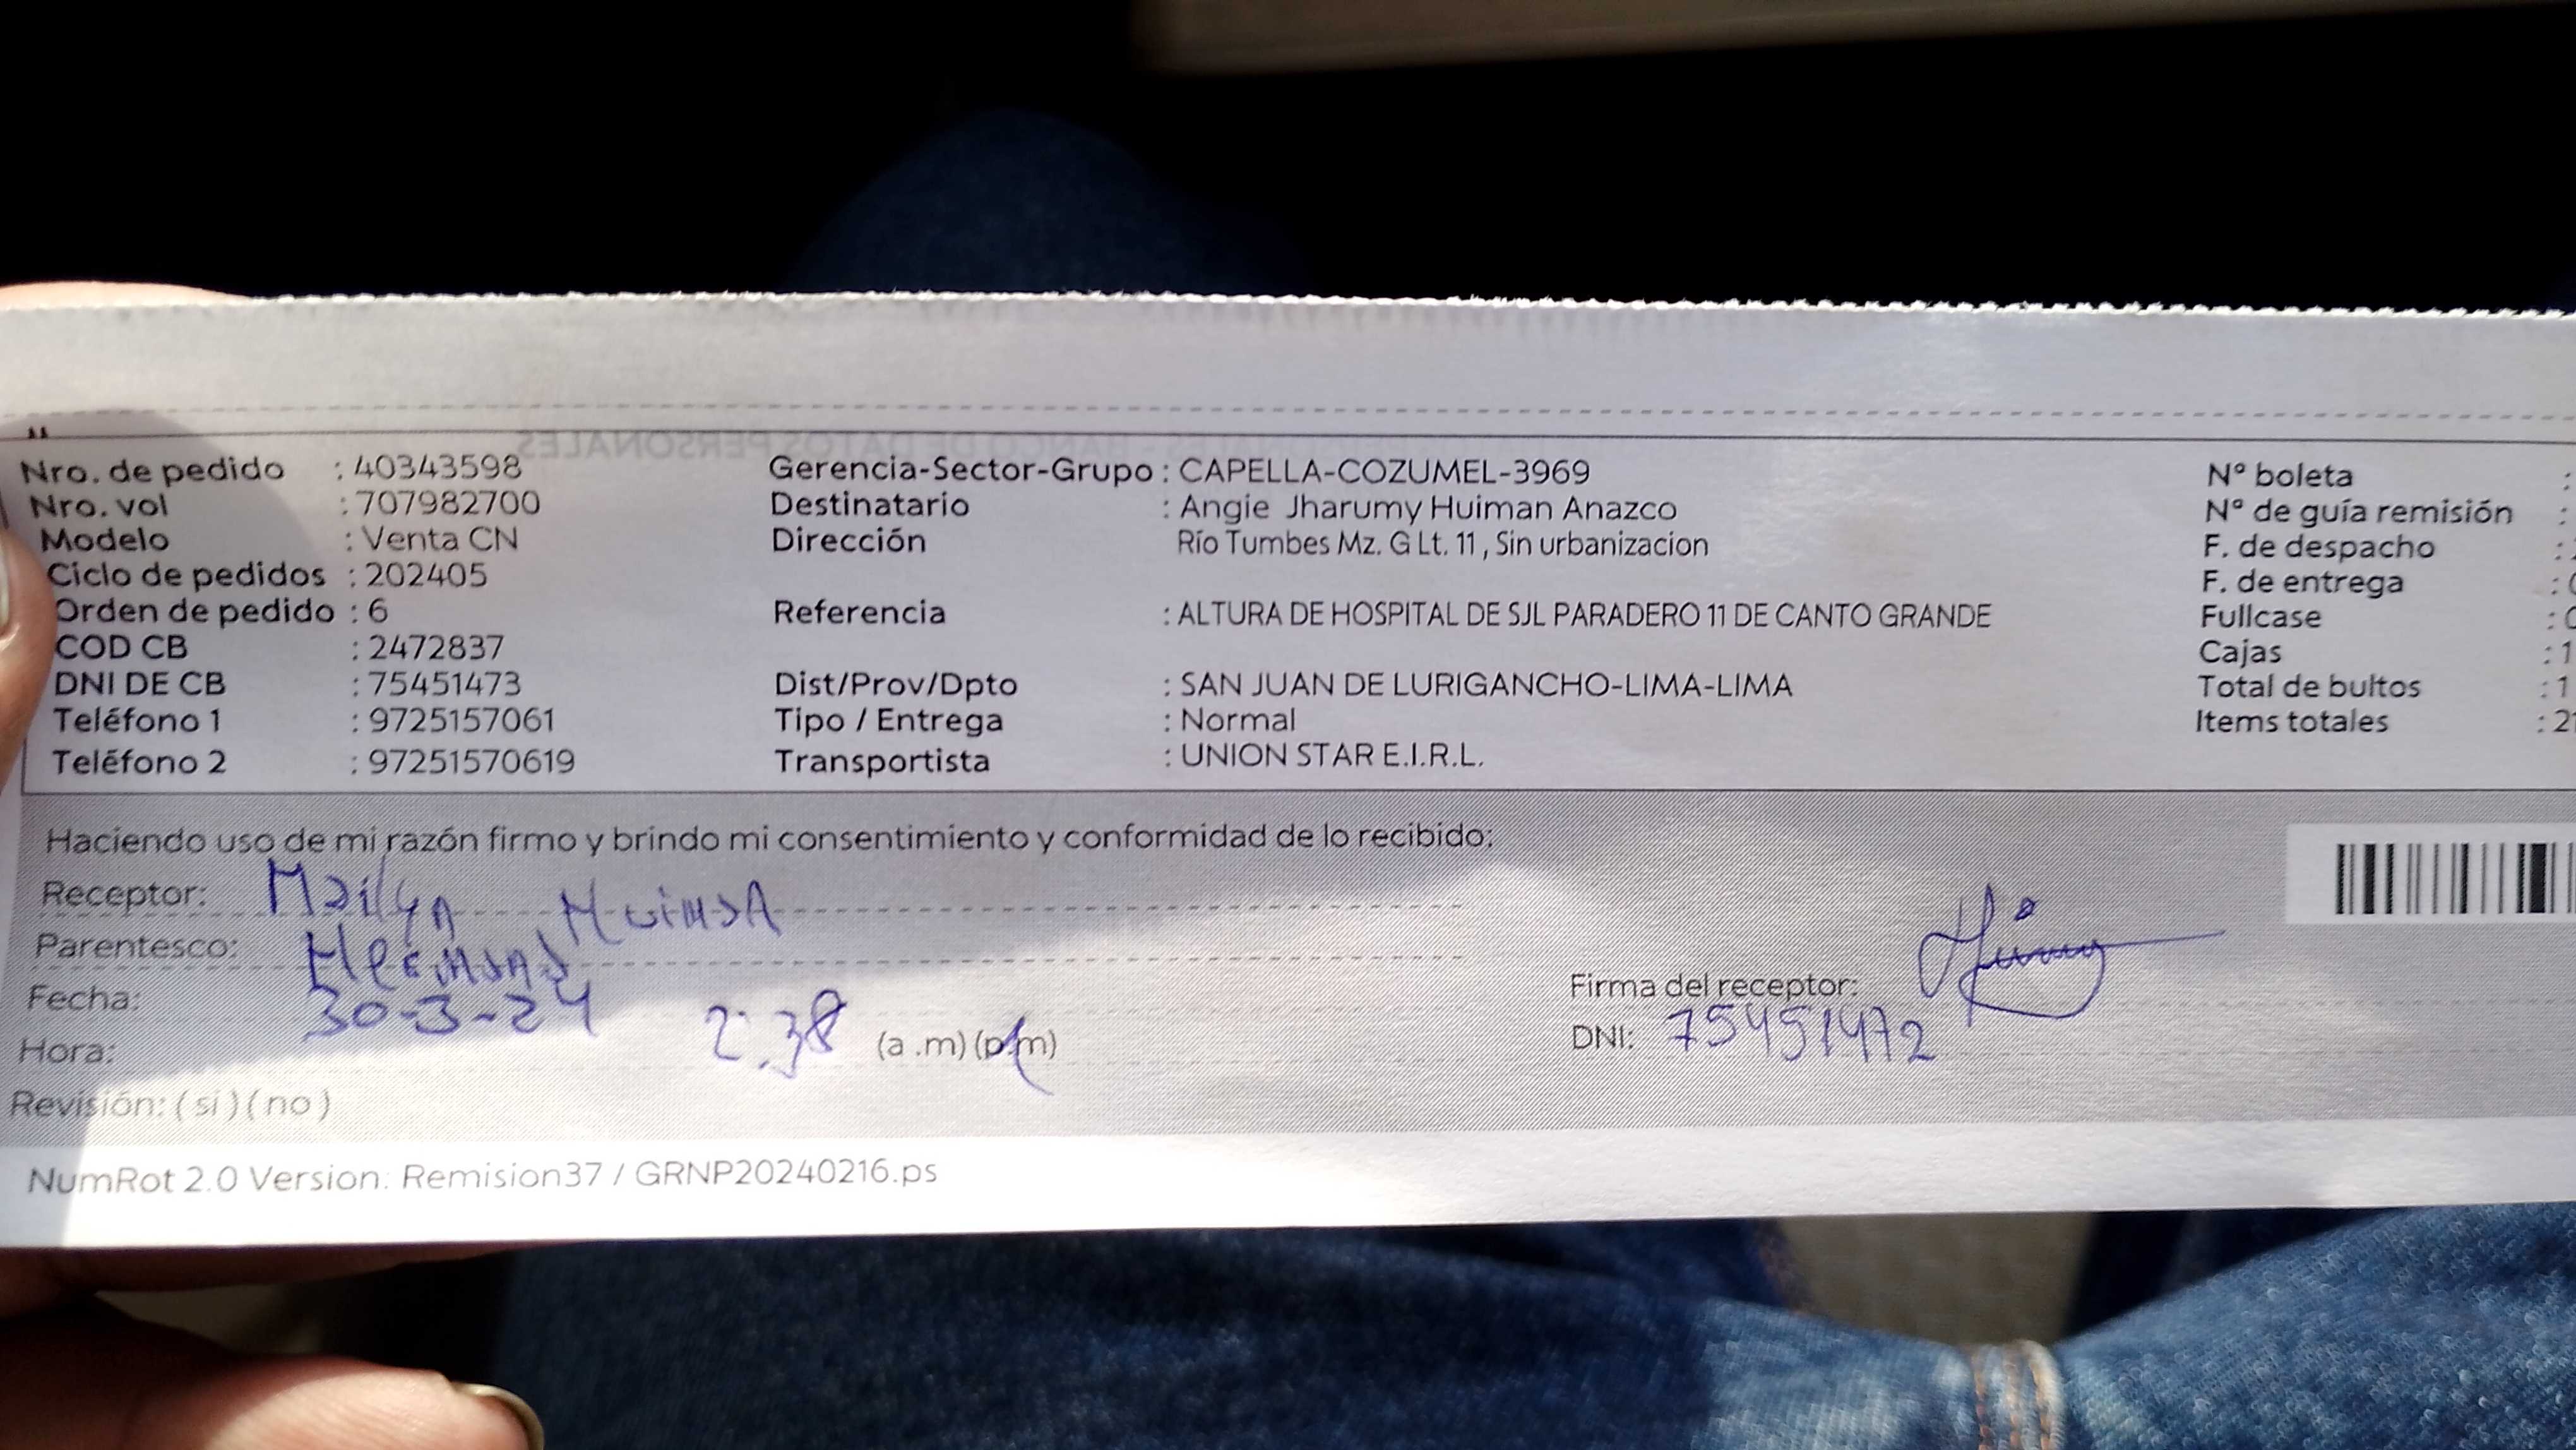 Nro. de pedido : 40343598 Gerencia-Sector-Grupo : CAPELLA-COZUMEL-3969 Nº boleta :
Nro. vol : 707982700 Destinatario : Angie Jharumy Huiman Anazco Nº de guía remisión :
Modelo : Venta CN Dirección Río Tumbes Mz. G Lt. 11 , Sin urbanizacion F. de despacho :
Ciclo de pedidos : 202405 F. de entrega :
Orden de pedido : 6 Referencia : ALTURA DE HOSPITAL DE SJL PARADERO 11 DE CANTO GRANDE Fullcase :
COD CB : 2472837 Cajas : 1
DNI DE CB : 75451473 Dist/Prov/Dpto : SAN JUAN DE LURIGANCHO-LIMA-LIMA Total de bultos : 1
Teléfono 1 : 9725157061 Tipo / Entrega : Normal Items totales : 2
Teléfono 2 : 97251570619 Transportista : UNION STAR E.I.R.L.
Haciendo uso de mi razón firmo y brindo mi consentimiento y conformidad de lo recibido:
Receptor:
Parentesco:
Fecha: 30-3-24
Firma del receptor:
Hora: 2:38 (a .m) (p.m)
DNI: 75451472
Revisión: ( si ) ( no )
NumRot 2.0 Version: Remision37 / GRNP20240216.ps